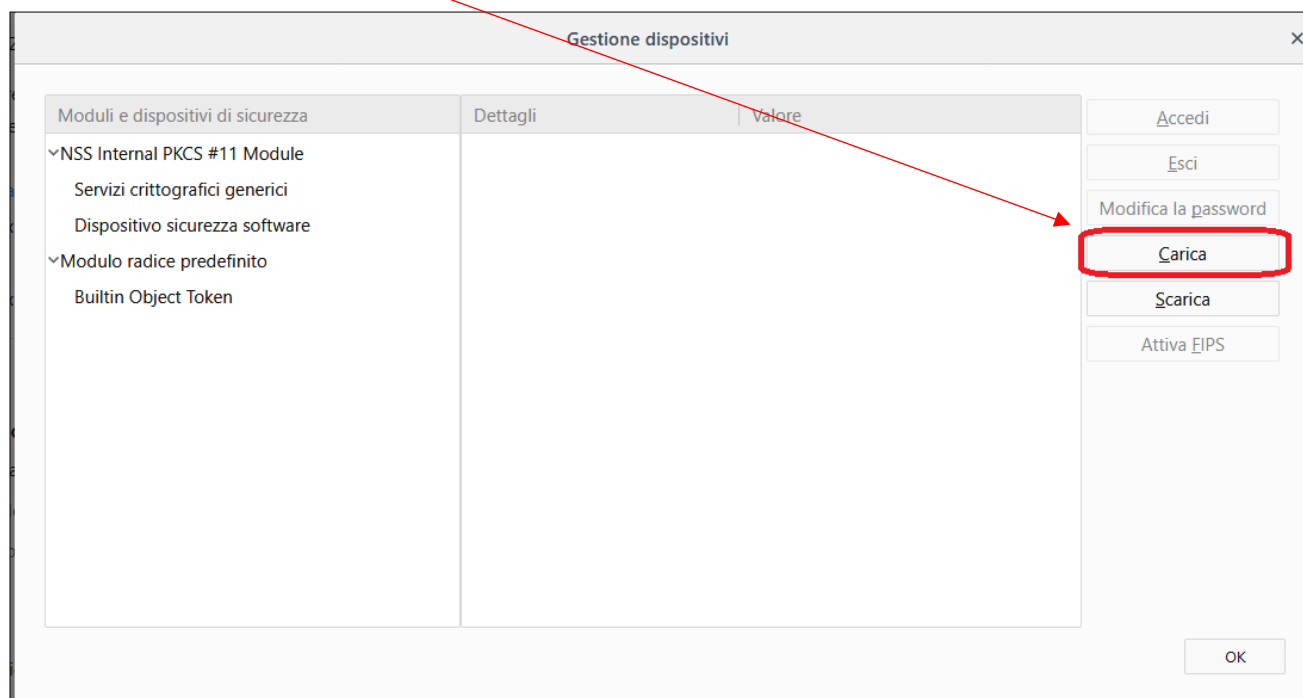 Gestione dispositivi
Moduli e dispositivi di sicurezza
Dettagli
Valore
NSS Internal PKCS #11 Module
Servizi crittografici generici
Dispositivo sicurezza software
Modulo radice predefinito
Builtin Object Token
Accedi
Esci
Modifica la password
Carica
Scarica
Attiva FIPS
OK